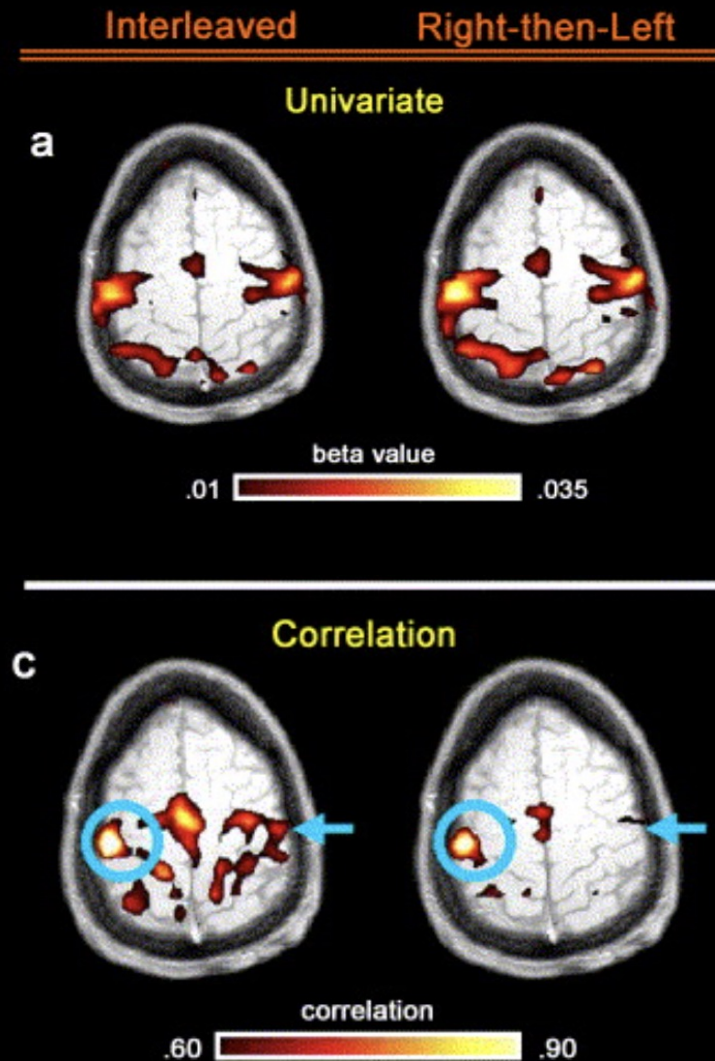 Interleaved Right-then-Left
Univariate
a
beta value
.01 .035
Correlation
c
correlation
.60 .90